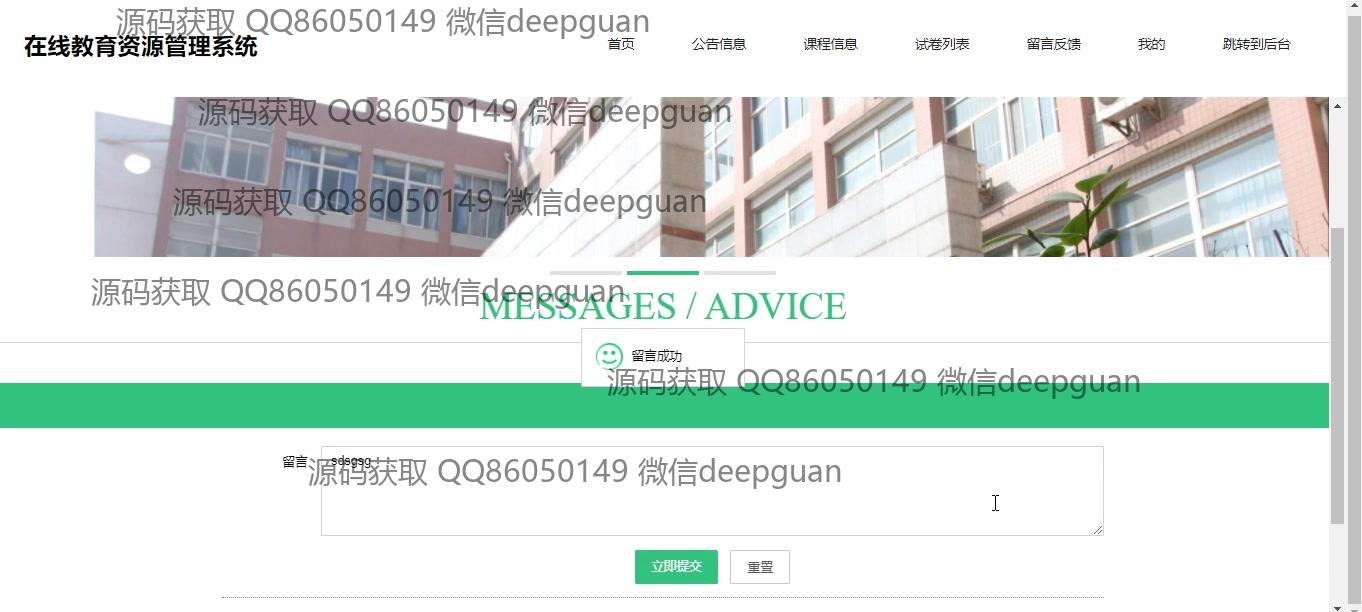 源码获取 QQ86050149 微信deepguan
在线教育资源管理系统
首页 公告信息 课程信息 试卷列表 留言反馈 我的 跳转到后台
源码获取 QQ86050149 微信deepguan
源码获取 QQ86050149 微信deepguan
源码获取 QQ86050149 微信deepguan
MESSAGES / ADVICE
留言成功
源码获取 QQ86050149 微信deepguan
留言 sdsgsg
源码获取 QQ86050149 微信deepguan
立即提交 重置